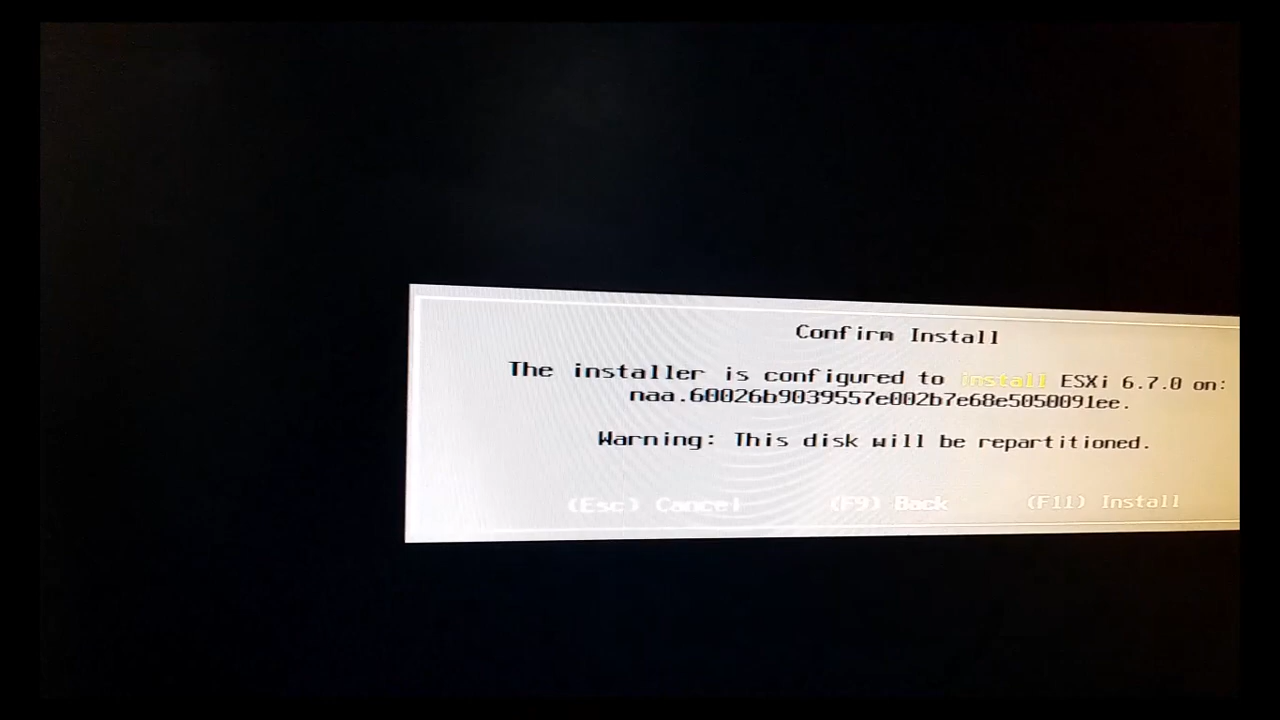 Confirm Install
The installer is configured to install ESXi 6.7.0 on:
naa.60026b9039557e002b7e68e5050091ee.
Warning: This disk will be repartitioned.
(Esc) Cancel (F9) Back (F11) Install